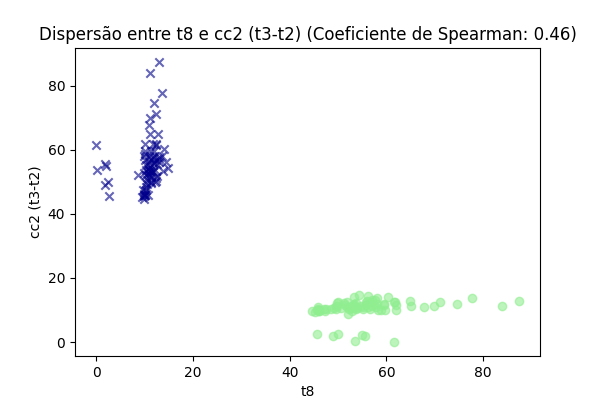 Dispersão entre t8 e cc2 (t3-t2) (Coeficiente de Spearman: 0.46)
80
60
40
20
0
cc2 (t3-t2)
0 20 40 60 80
t8